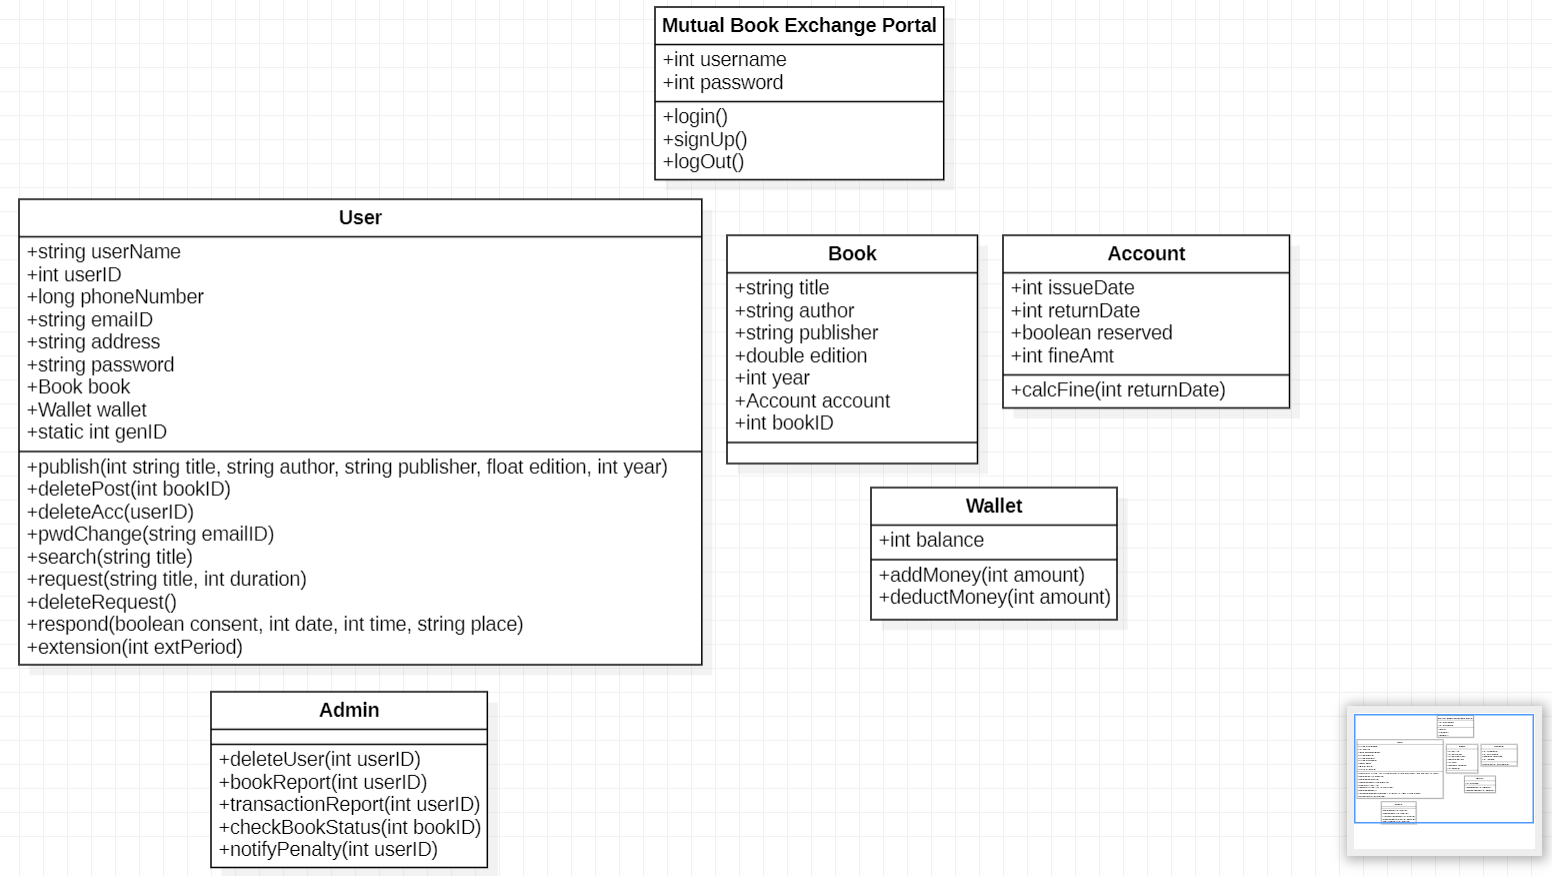 Mutual Book Exchange Portal
+int username
+int password
+login()
+signUp()
+logOut()
User
+string userName
+int userID
+long phoneNumber
+string emailID
+string address
+string password
+Book book
+Wallet wallet
+static int genID
+publish(int string title, string author, string publisher, float edition, int year)
+deletePost(int bookID)
+deleteAcc(userID)
+pwdChange(string emailID)
+search(string title)
+request(string title, int duration)
+deleteRequest()
+respond(boolean consent, int date, int time, string place)
+extension(int extPeriod)
Book
+string title
+string author
+string publisher
+double edition
+int year
+Account account
+int bookID
Account
+int issueDate
+int returnDate
+boolean reserved
+int fineAmt
+calcFine(int returnDate)
Wallet
+int balance
+addMoney(int amount)
+deductMoney(int amount)
Admin
+deleteUser(int userID)
+bookReport(int userID)
+transactionReport(int userID)
+checkBookStatus(int bookID)
+notifyPenalty(int userID)